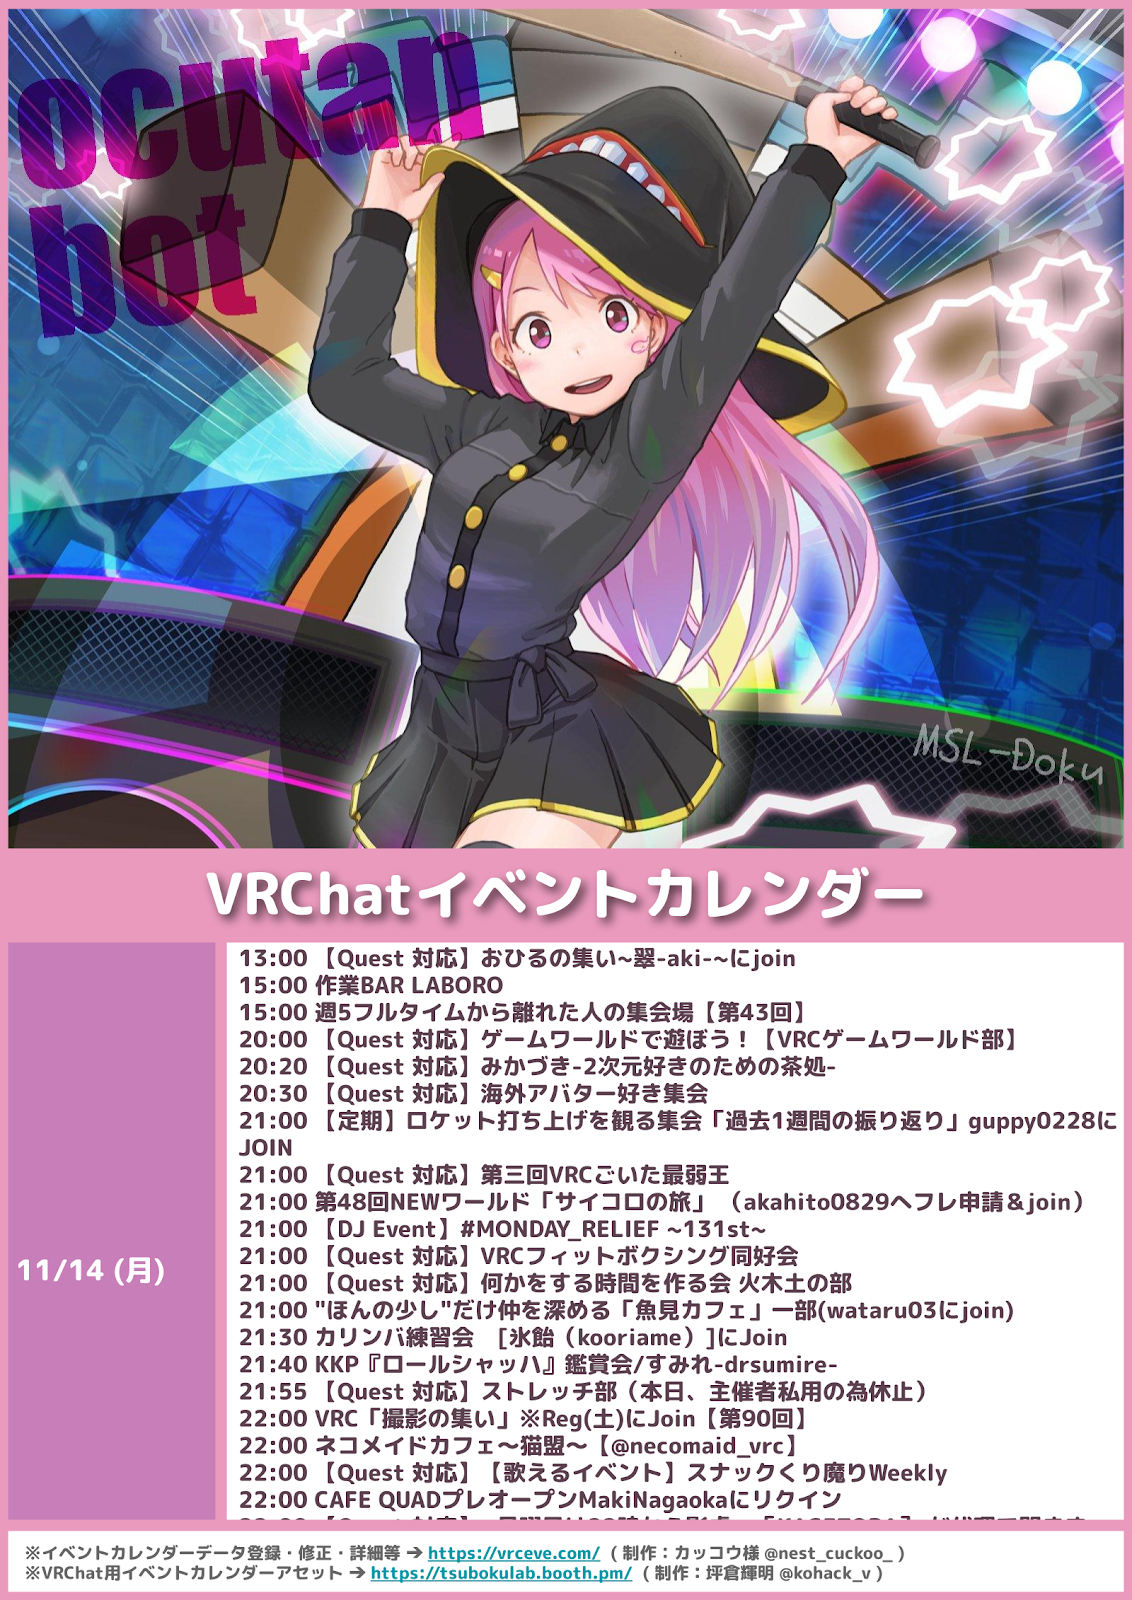 ocutan
bot
MSL-Doku
VRChatイベントカレンダー
11/14 (月)
13:00 【Quest 対応】おひるの集い~翠-aki-~にjoin
15:00 作業BAR LABORO
15:00 週5フルタイムから離れた人の集会場【第43回】
20:00 【Quest 対応】ゲームワールドで遊ぼう！【VRCゲームワールド部】
20:20 【Quest 対応】みかづき-2次元好きのための茶処-
20:30 【Quest 対応】海外アバター好き集会
21:00 【定期】ロケット打ち上げを観る集会「過去1週間の振り返り」guppy0228に
JOIN
21:00 【Quest 対応】第三回VRCごいた最弱王
21:00 第48回NEWワールド「サイコロの旅」（akahito0829へフレ申請＆join）
21:00 【DJ Event】#MONDAY_RELIEF ~131st~
21:00 【Quest 対応】VRCフィットボクシング同好会
21:00 【Quest 対応】何かをする時間を作る会 火木土の部
21:00 "ほんの少し"だけ仲を深める「魚見カフェ」一部(wataru03にjoin)
21:30 カリンバ練習会　[氷飴（kooriame）]にJoin
21:40 KKP『ロールシャッハ』鑑賞会/すみれ-drsumire-
21:55 【Quest 対応】ストレッチ部（本日、主催者私用の為休止）
22:00 VRC「撮影の集い」※Reg(土)にJoin【第90回】
22:00 ネコメイドカフェ～猫盟～【@necomaid_vrc】
22:00 【Quest 対応】【歌えるイベント】スナックくり魔りWeekly
22:00 CAFE QUADプレオープンMakiNagaokaにリクイン
※イベントカレンダーデータ登録・修正・詳細等 ➔ https://vrceve.com/ ( 制作：カッコウ様 @nest_cuckoo_ )
※VRChat用イベントカレンダーアセット ➔ https://tsubokulab.booth.pm/ ( 制作：坪倉輝明 @kohack_v )